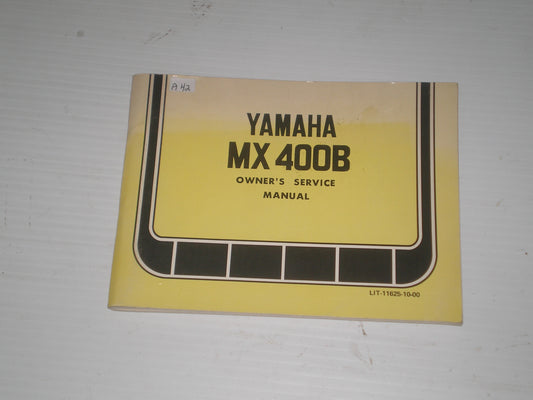 A42
YAMAHA
MX 400B
OWNER'S SERVICE
MANUAL
LIT-11625-10-00